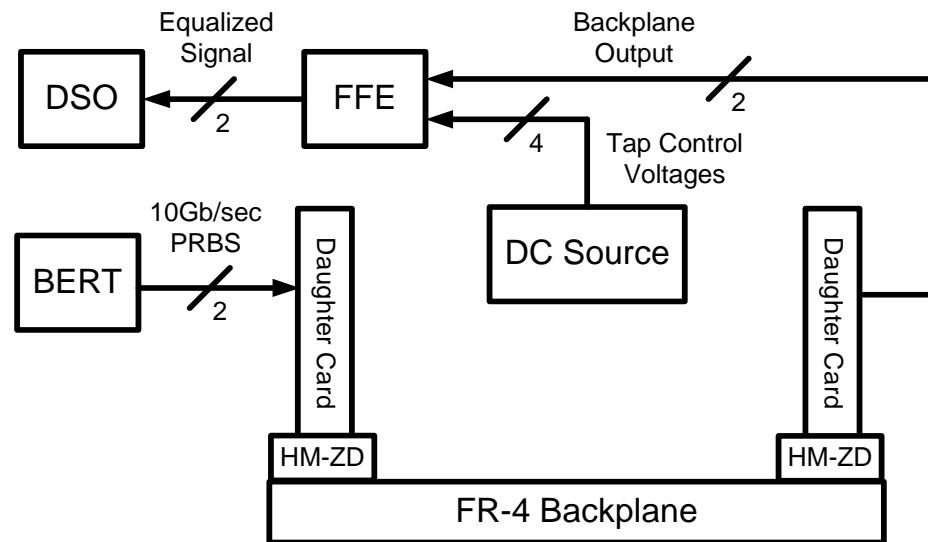 Equalized
Signal
Backplane
Output
DSO
2
FFE
2
4
Tap Control
Voltages
10Gb/sec
PRBS
BERT
2
Daughter Card
DC Source
Daughter Card
HM-ZD
HM-ZD
FR-4 Backplane